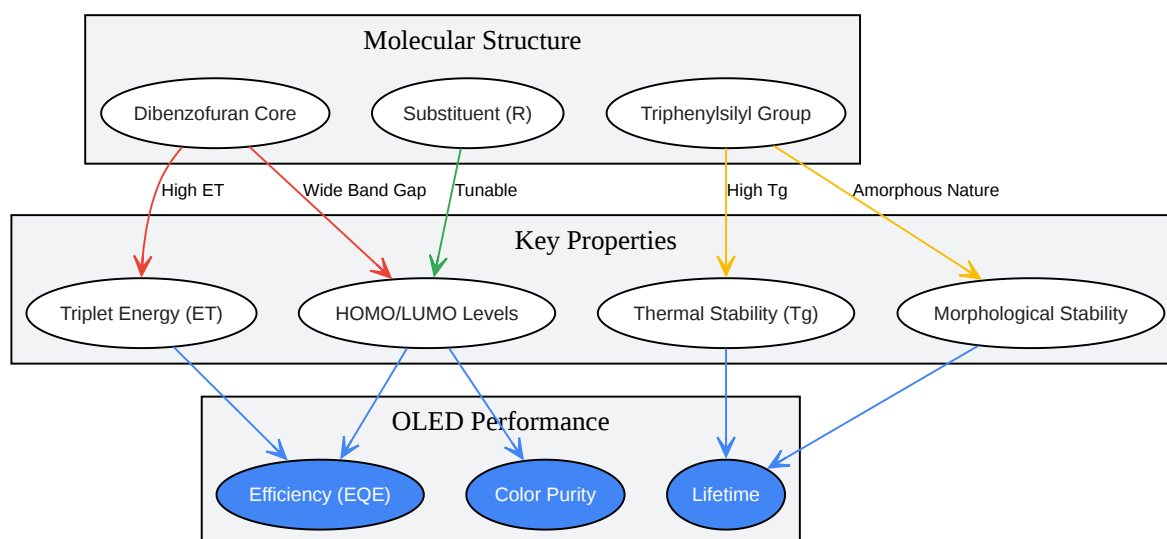 Molecular Structure
Dibenzofuran Core
Substituent (R)
Triphenylsilyl Group
High ET
Wide Band Gap
Tunable
High Tg
Amorphous Nature
Key Properties
Triplet Energy (ET)
HOMO/LUMO Levels
Thermal Stability (Tg)
Morphological Stability
OLED Performance
Efficiency (EQE)
Color Purity
Lifetime